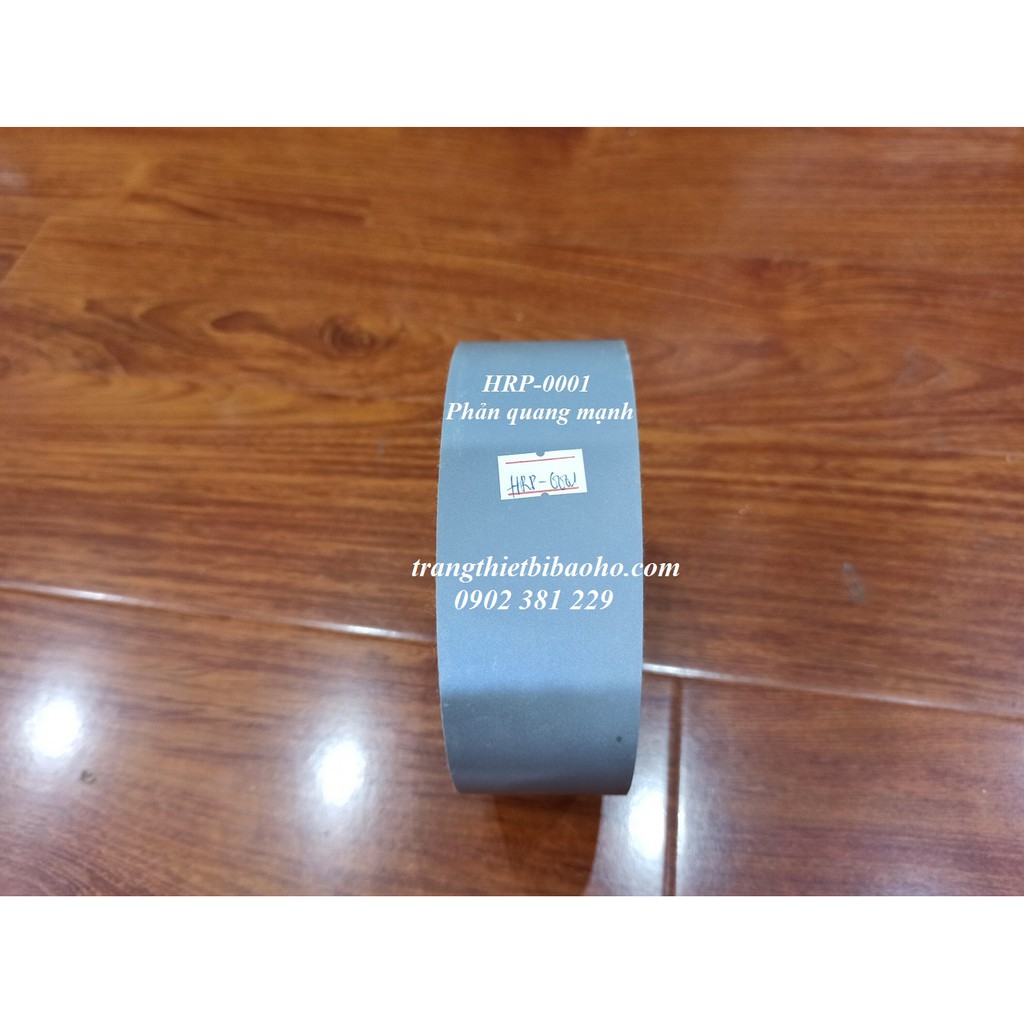 HRP-0001
Phản quang mạnh
HRP-0001
trangthietbibaoho.com
0902 381 229